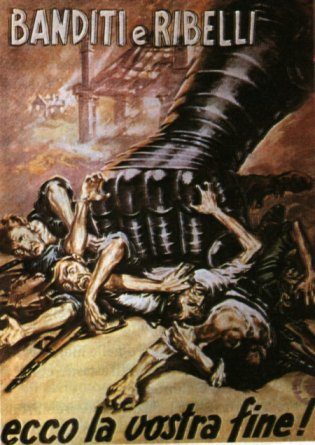 BANDITI e RIBELLI
ecco la vostra fine!